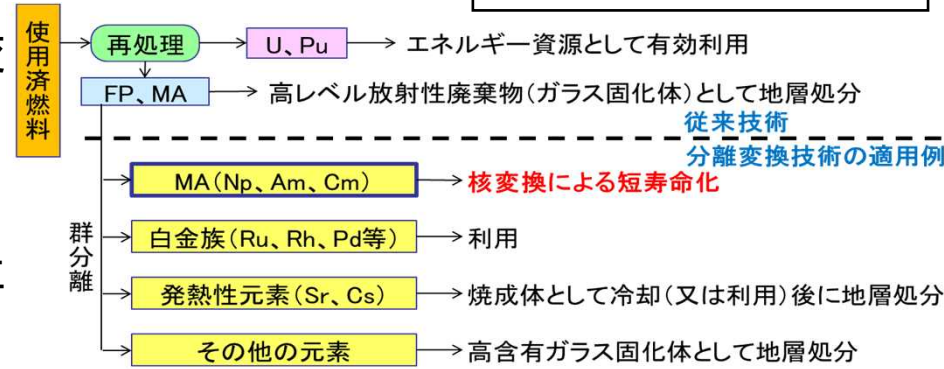 使用済燃料
再処理
U、Pu
エネルギー資源として有効利用
FP、MA
高レベル放射性廃棄物(ガラス固化体)として地層処分
従来技術
分離変換技術の適用例
群分離
MA(Np、Am、Cm)
核変換による短寿命化
白金族(Ru、Rh、Pd等)
利用
発熱性元素(Sr、Cs)
焼成体として冷却(又は利用)後に地層処分
その他の元素
高含有ガラス固化体として地層処分